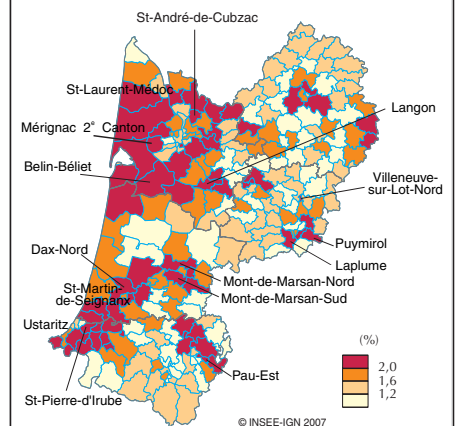 St-André-de-Cubzac
St-Laurent-Médoc
Langon
Mérignac 2° Canton
Belin-Béliet
Villeneuve-
sur-Lot-Nord
Puymirol
Dax-Nord
Laplume
Mont-de-Marsan-Nord
St-Martin-
de-Seignanx
Mont-de-Marsan-Sud
Ustaritz
(%)
2,0
1,6
1,2
Pau-Est
St-Pierre-d'Irube
© INSEE-IGN 2007